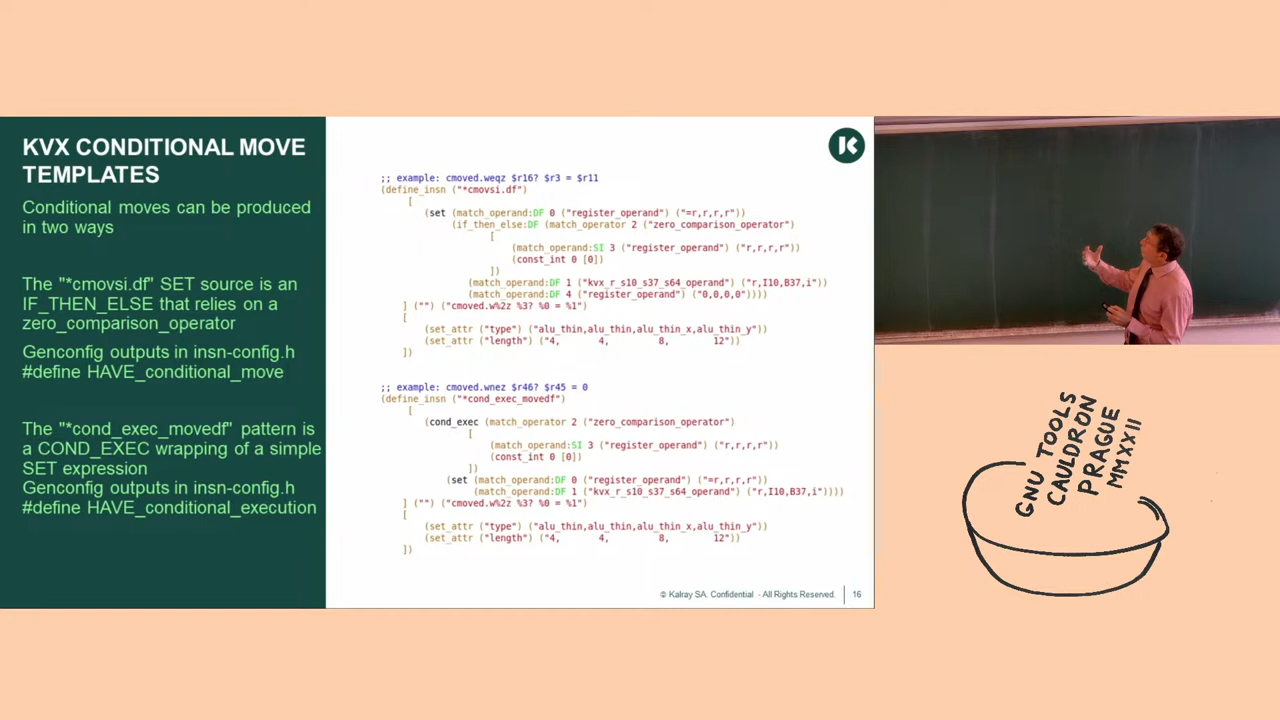 KVX CONDITIONAL MOVE
TEMPLATES
Conditional moves can be produced
in two ways
The "*cmovsi.df" SET source is an
IF_THEN_ELSE that relies on a
zero_comparison_operator
Genconfig outputs in insn-config.h
#define HAVE_conditional_move
The "*cond_exec_movedf" pattern is
a COND_EXEC wrapping of a simple
SET expression
Genconfig outputs in insn-config.h
#define HAVE_conditional_execution
;; example: cmoved.weqz $r16? $r3 = $r11
(define_insn ("*cmovsi.df")
[
(set (match_operand:DF 0 ("register_operand") ("=r,r,r,r"))
(if_then_else:DF (match_operator 2 ("zero_comparison_operator")
[
(match_operand:SI 3 ("register_operand") ("r,r,r,r"))
(const_int 0 [0])
])
(match_operand:DF 1 ("kvx_r_s10_s37_s64_operand") ("r,I10,B37,i"))
(match_operand:DF 4 ("register_operand") ("0,0,0,0"))))
] ("") ("cmoved.w%2z %3? %0 = %1")
[
(set_attr ("type") ("alu_thin,alu_thin,alu_thin_x,alu_thin_y"))
(set_attr ("length") ("4, 4, 8, 12"))
])
;; example: cmoved.wnez $r46? $r45 = 0
(define_insn ("*cond_exec_movedf")
[
(cond_exec (match_operator 2 ("zero_comparison_operator")
[
(match_operand:SI 3 ("register_operand") ("r,r,r,r"))
(const_int 0 [0])
])
(set (match_operand:DF 0 ("register_operand") ("=r,r,r,r"))
(match_operand:DF 1 ("kvx_r_s10_s37_s64_operand") ("r,I10,B37,i"))))
] ("") ("cmoved.w%2z %3? %0 = %1")
[
(set_attr ("type") ("alu_thin,alu_thin,alu_thin_x,alu_thin_y"))
(set_attr ("length") ("4, 4, 8, 12"))
])
© Kalray SA. Confidential - All Rights Reserved.
16
GNU TOOLS
CAULDRON
PRAGUE
MMXXII